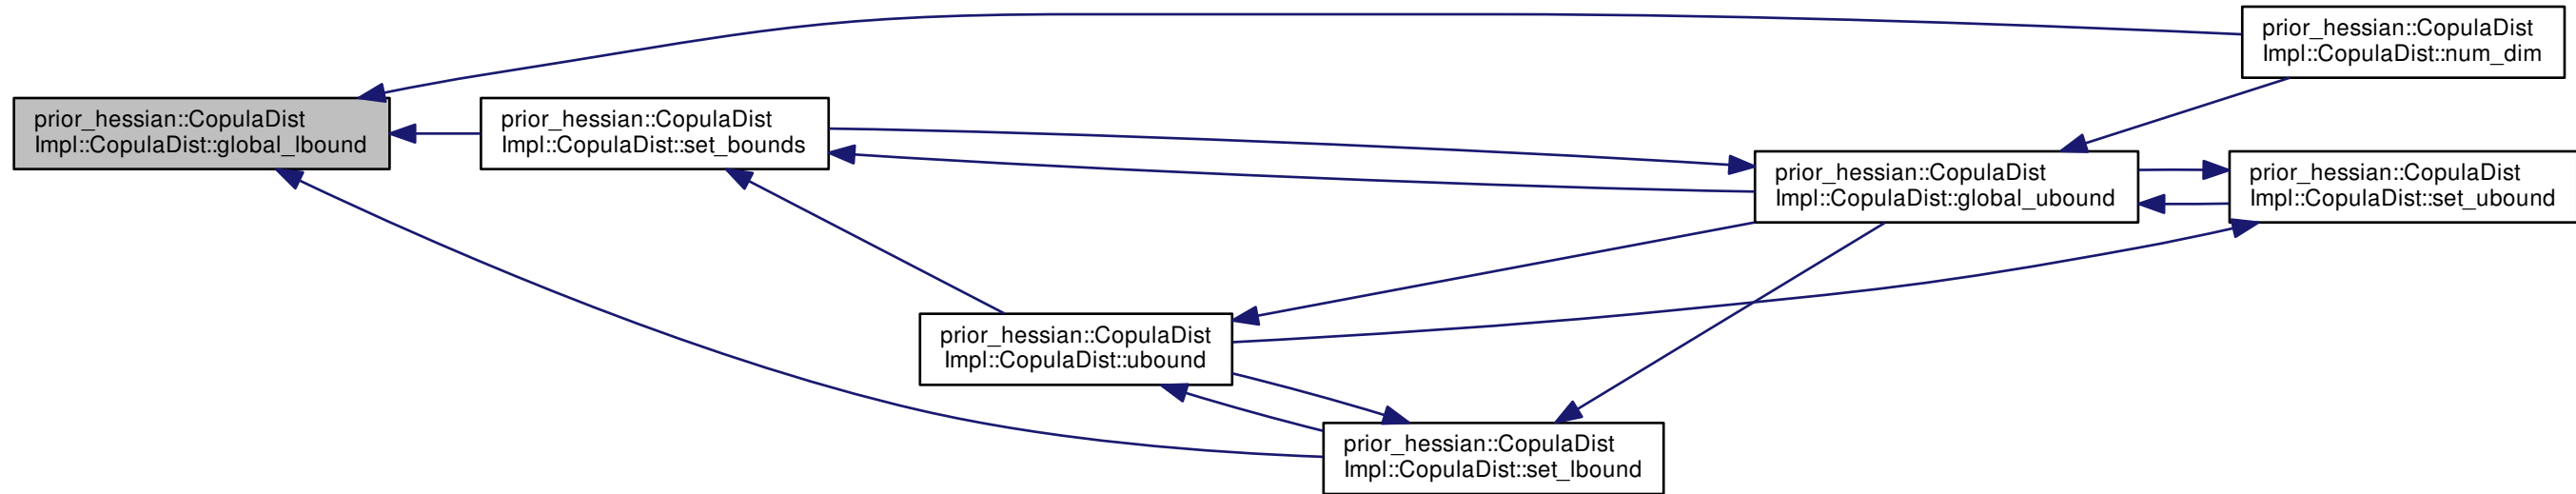 prior_hessian::CopulaDist
Impl::CopulaDist::num_dim
prior_hessian::CopulaDist
Impl::CopulaDist::global_lbound
prior_hessian::CopulaDist
Impl::CopulaDist::set_bounds
prior_hessian::CopulaDist
Impl::CopulaDist::global_ubound
prior_hessian::CopulaDist
Impl::CopulaDist::set_ubound
prior_hessian::CopulaDist
Impl::CopulaDist::ubound
prior_hessian::CopulaDist
Impl::CopulaDist::set_lbound